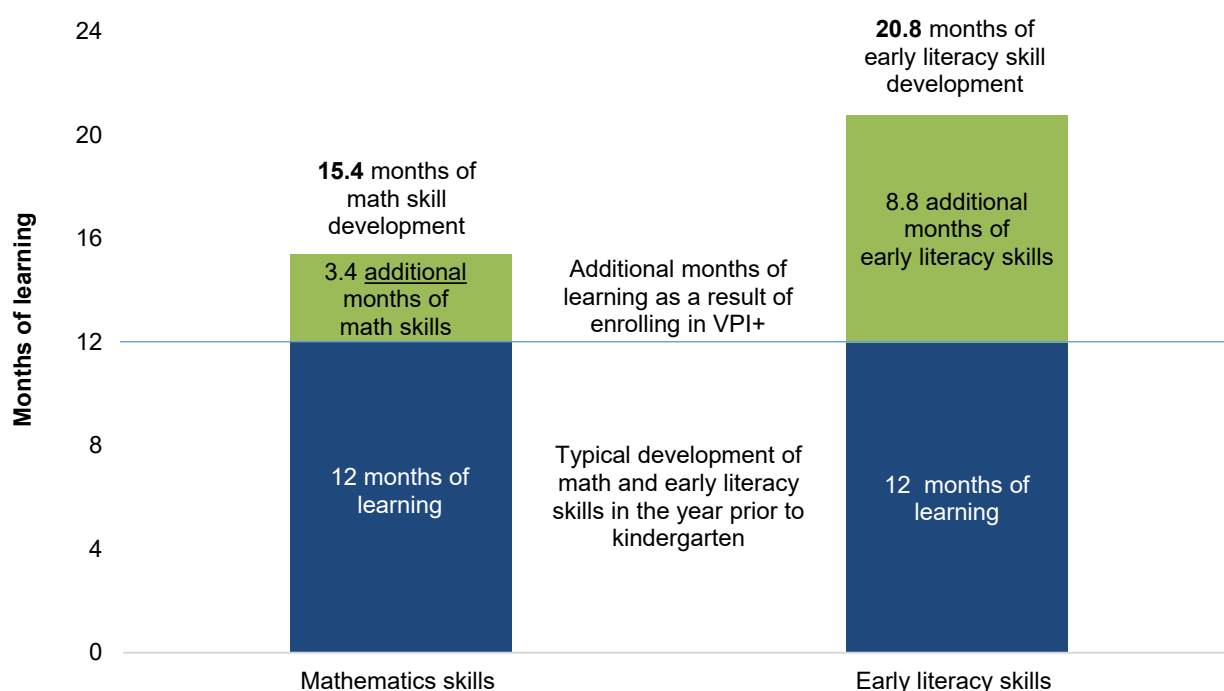 Months of learning
24
20
16
12
8
4
0
15.4 months of
math skill
development
3.4 additional
months of
math skills
12 months of
learning
Additional months of
learning as a result of
enrolling in VPI+
Typical development of
math and early literacy
skills in the year prior to
kindergarten
20.8 months of
early literacy skill
development
8.8 additional
months of
early literacy skills
12 months of
learning
Mathematics skills
Early literacy skills